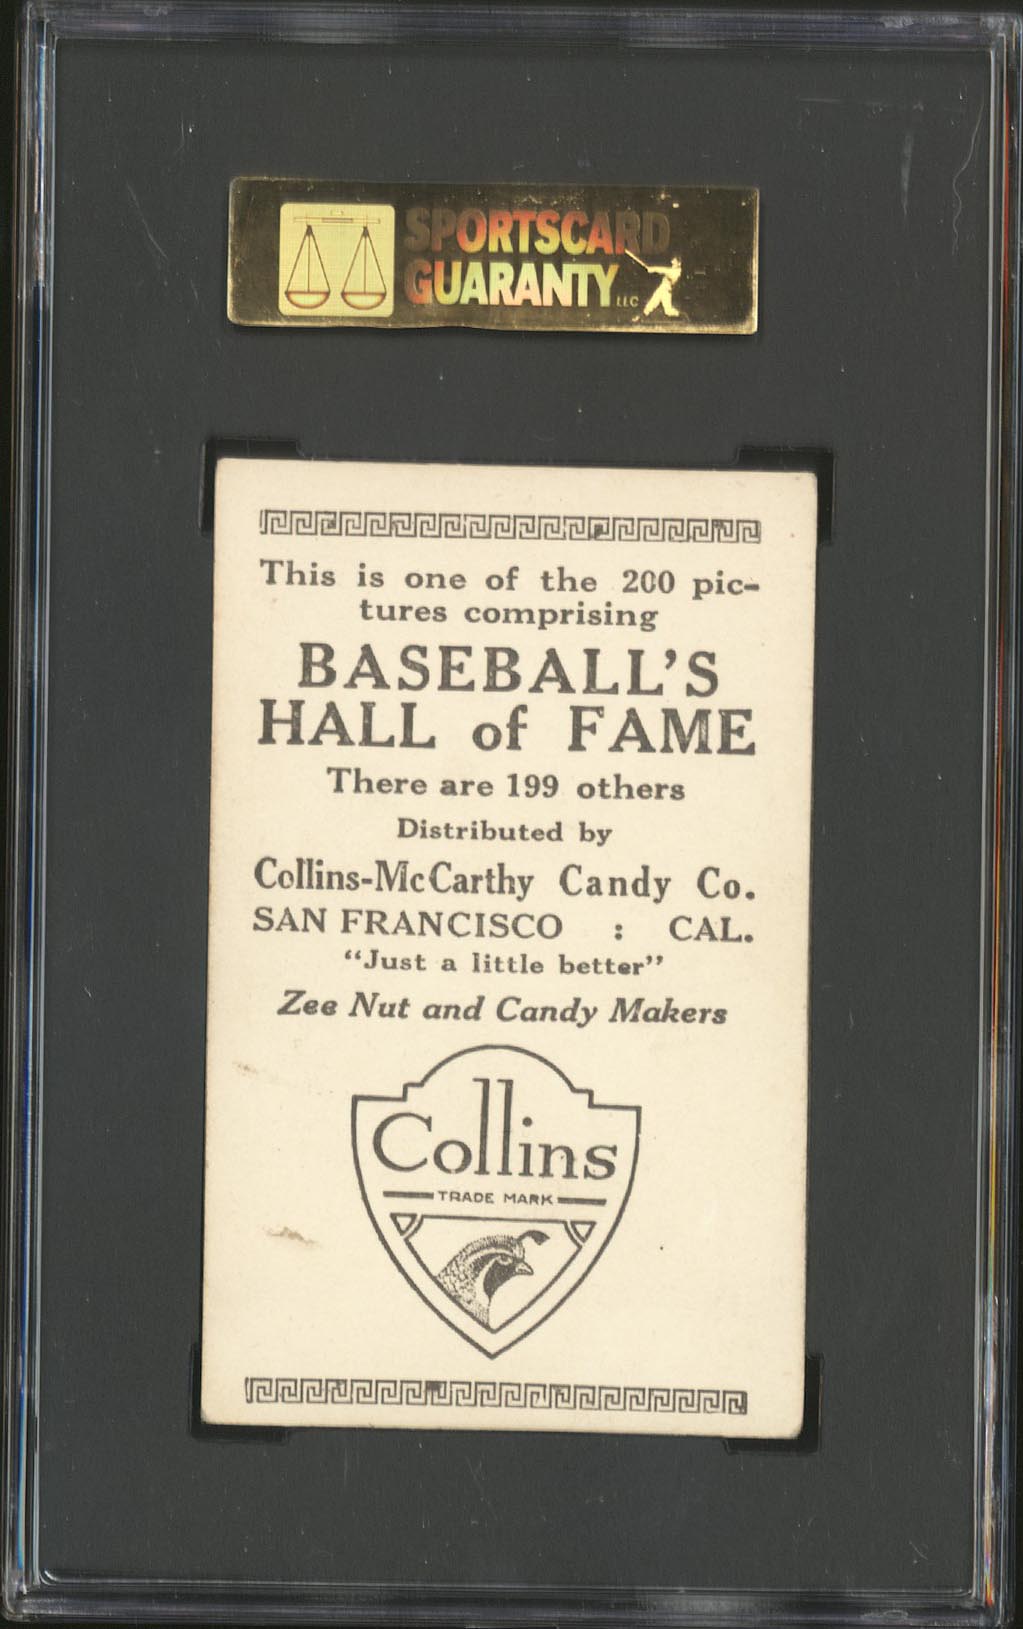 SPORTSCARD
GUARANTY LLC
This is one of the 200 pic-
tures comprising
BASEBALL'S
HALL of FAME
There are 199 others
Distributed by
Collins-McCarthy Candy Co.
SAN FRANCISCO : CAL.
"Just a little better"
Zee Nut and Candy Makers
Collins
TRADE MARK